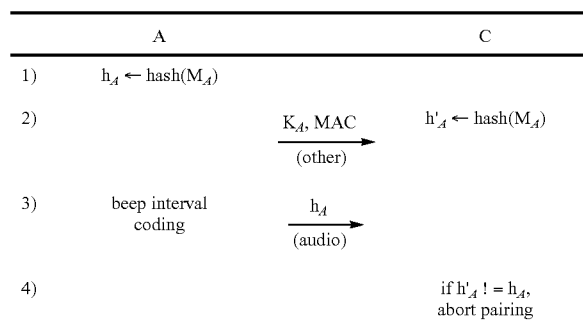 A C
1) h_A ← hash(M_A)
2) K_A, MAC h'_A ← hash(M_A)
(other)
3) beep interval h_A
coding (audio)
4) if h'_A ! = h_A,
abort pairing